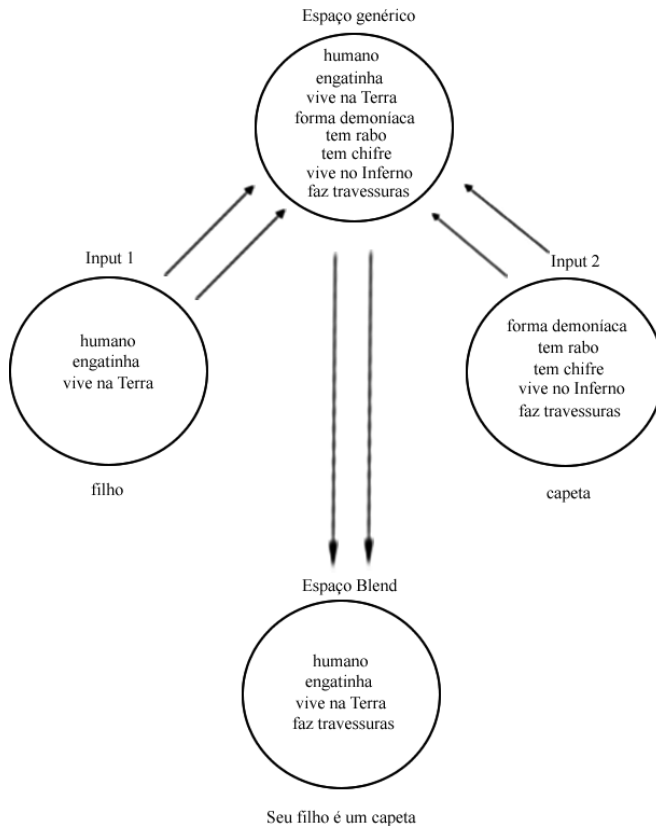 Espaço genérico
humano
engatinha
vive na Terra
forma demoníaca
tem rabo
tem chifre
vive no Inferno
faz travessuras
Input 1
humano
engatinha
vive na Terra
filho
Input 2
forma demoníaca
tem rabo
tem chifre
vive no Inferno
faz travessuras
capeta
Espaço Blend
humano
engatinha
vive na Terra
faz travessuras
Seu filho é um capeta